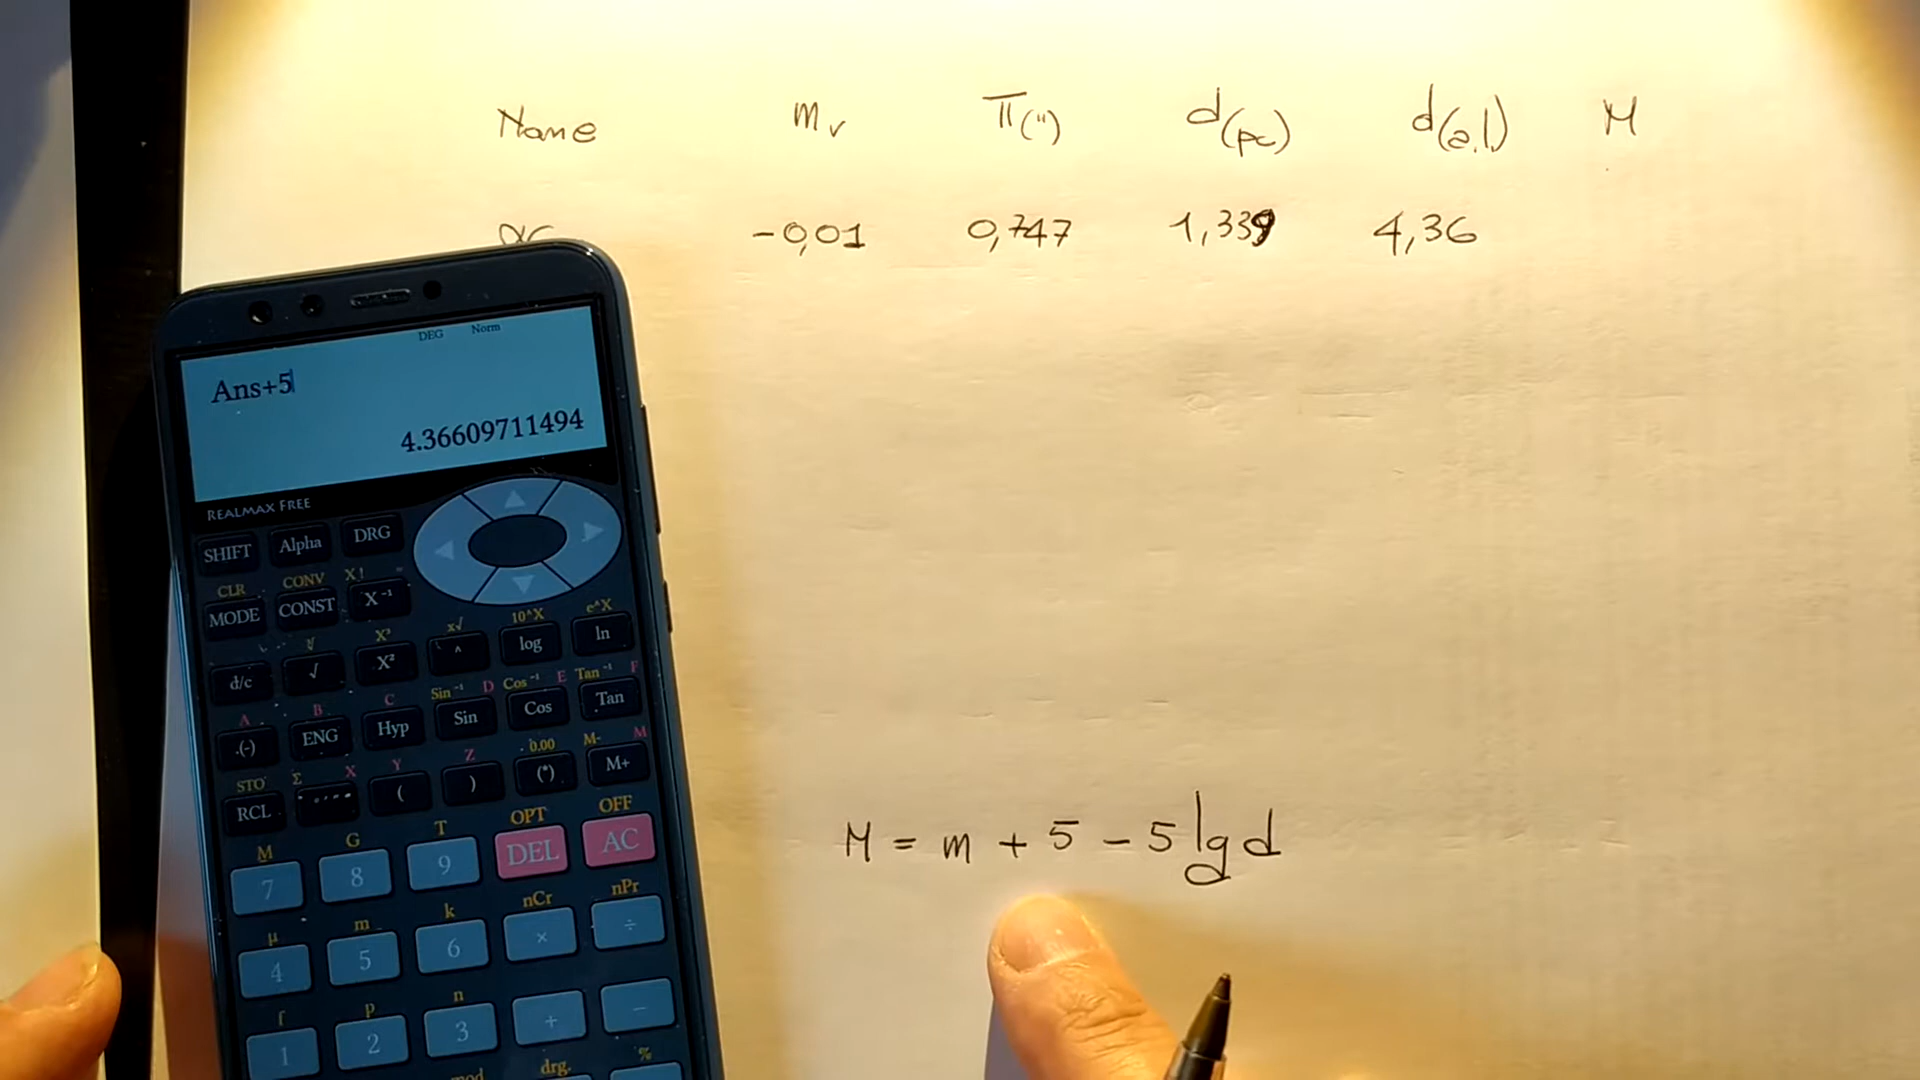 Name mv π(") d(pc) d(a.l.) M
-0,01 0,747 1,339 4,36
DEG Norm
Ans+5
4.36609711494
REALMAX FREE
SHIFT Alpha DRG
CLR CONV X! =
MODE CONST X⁻¹
∛ X³ x√ 10^X e^X
d/c √ X² ^ log ln
A B C Sin⁻¹ D Cos⁻¹ E Tan⁻¹ F
(-) ENG Hyp Sin Cos Tan
STO Σ X Y Z 0.00 M- M
RCL ( ) (*) M+
M G T OPT OFF
7 8 9 DEL AC
μ m k nCr nPr
4 5 6 × ÷
f p n
1 2 3 + −
mod drg. %
M = m + 5 - 5 lg d